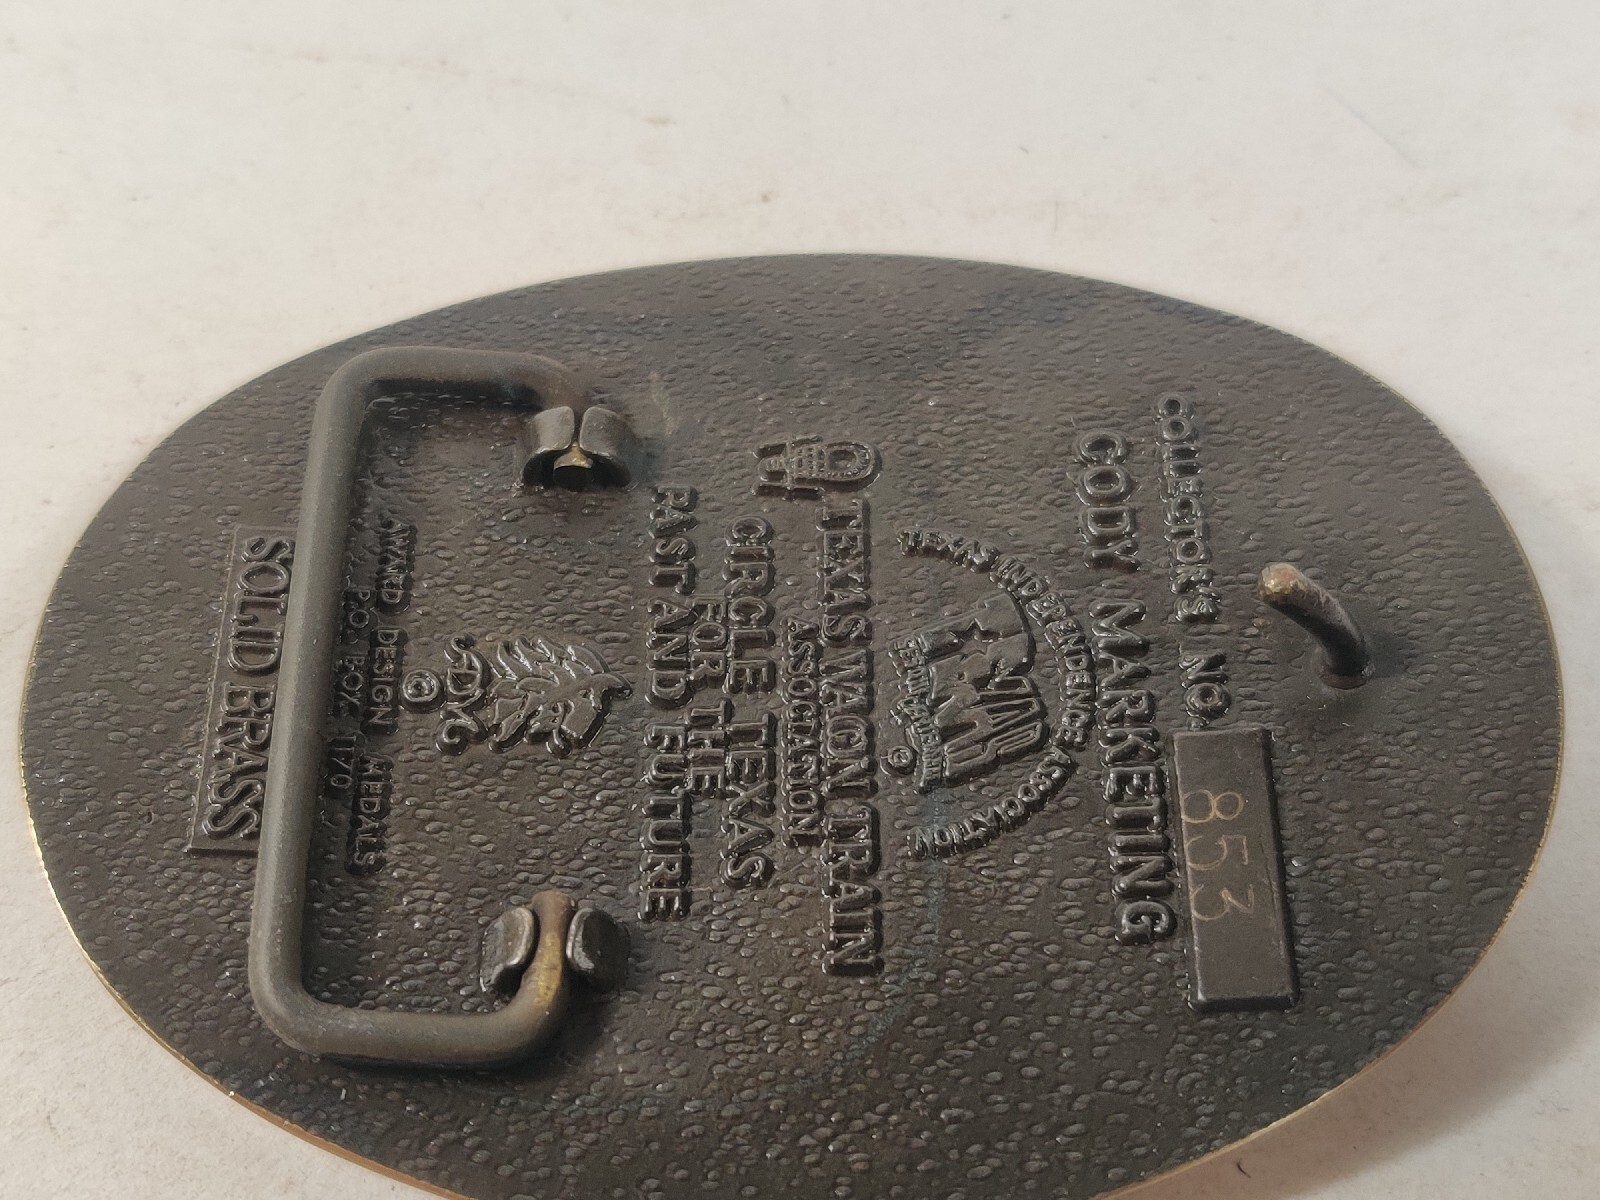 COLLECTOR'S NO. 853
CODY MARKETING
TEXAS INDEPENDENCE ASSOCIATION
©
TEXAS WAGON TRAIN
ASSOCIATION
CIRCLE TEXAS
FOR THE
PAST AND FUTURE
ADM
©
AWARD DESIGN MEDALS
P.O. BOX 1170
SOLID BRASS